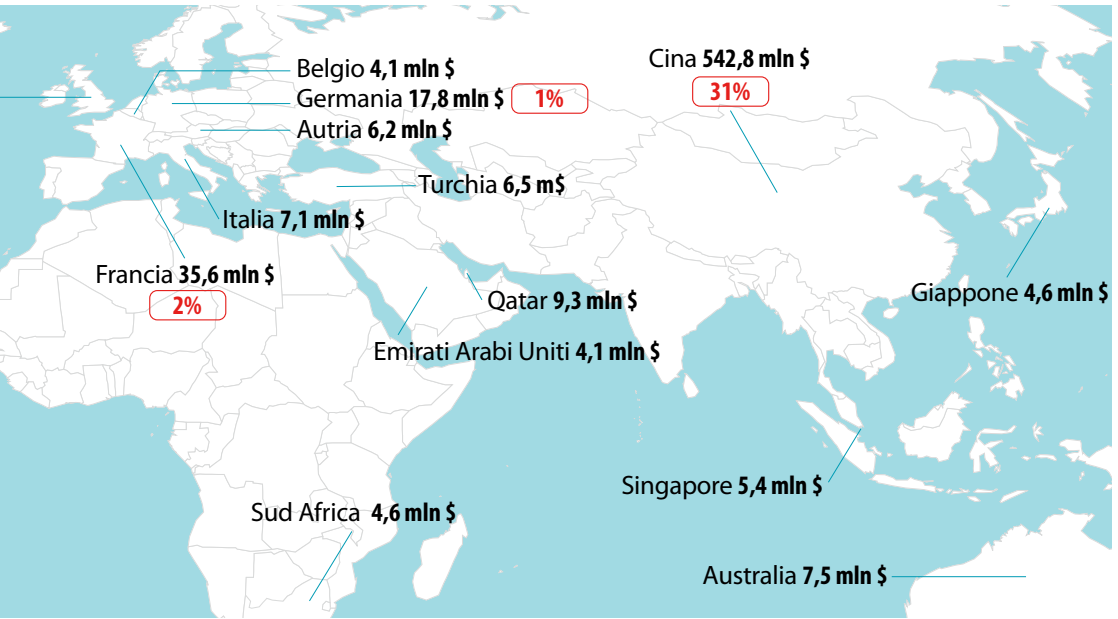 Belgio 4,1 mln $
Germania 17,8 mln $ 1%
Autria 6,2 mln $
Cina 542,8 mln $
31%
Turchia 6,5 m$
Italia 7,1 mln $
Francia 35,6 mln $
2%
Qatar 9,3 mln $
Giappone 4,6 mln $
Emirati Arabi Uniti 4,1 mln $
Singapore 5,4 mln $
Sud Africa 4,6 mln $
Australia 7,5 mln $